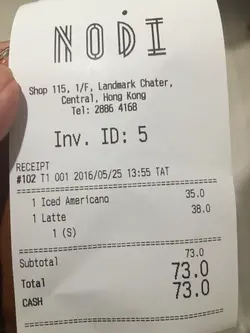 NODI
Shop 115, 1/F, Landmark Chater,
Central, Hong Kong
Tel: 2886 4168
Inv. ID: 5
RECEIPT
#102 T1 001 2016/05/25 13:55 TAT
1 Iced Americano 35.0
1 Latte 38.0
1 (S)
Subtotal 73.0
Total 73.0
CASH 73.0